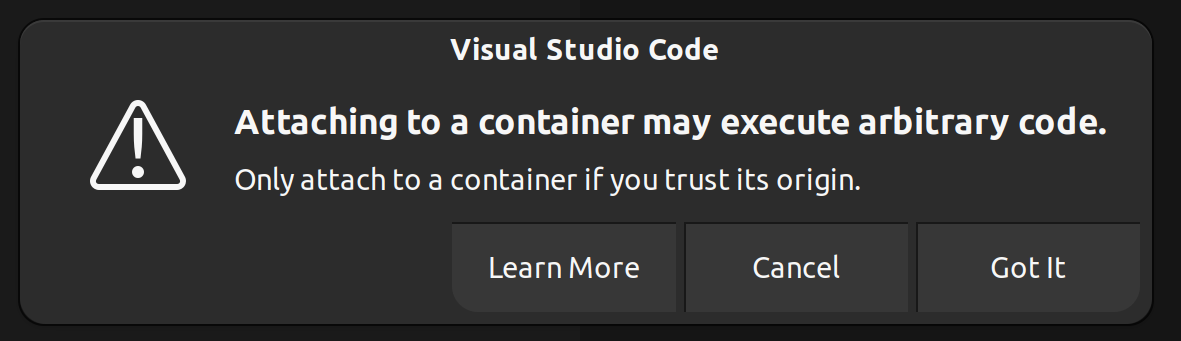 Visual Studio Code
Attaching to a container may execute arbitrary code.
Only attach to a container if you trust its origin.
Learn More
Cancel
Got It